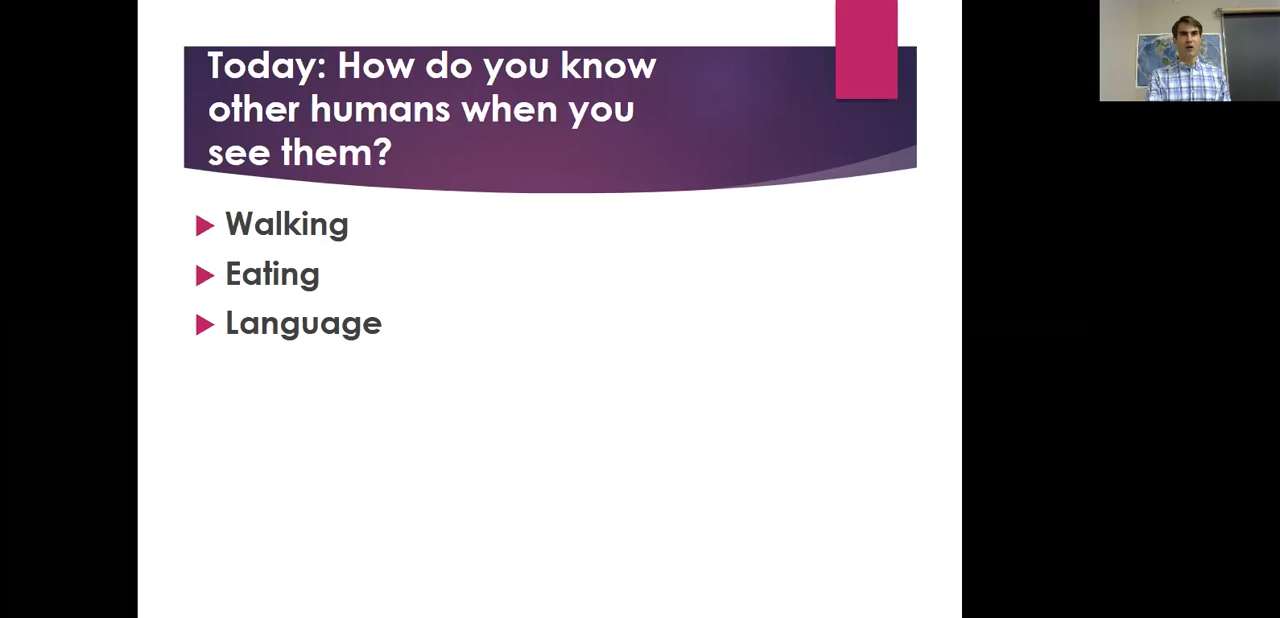 Today: How do you know
other humans when you
see them?
Walking
Eating
Language